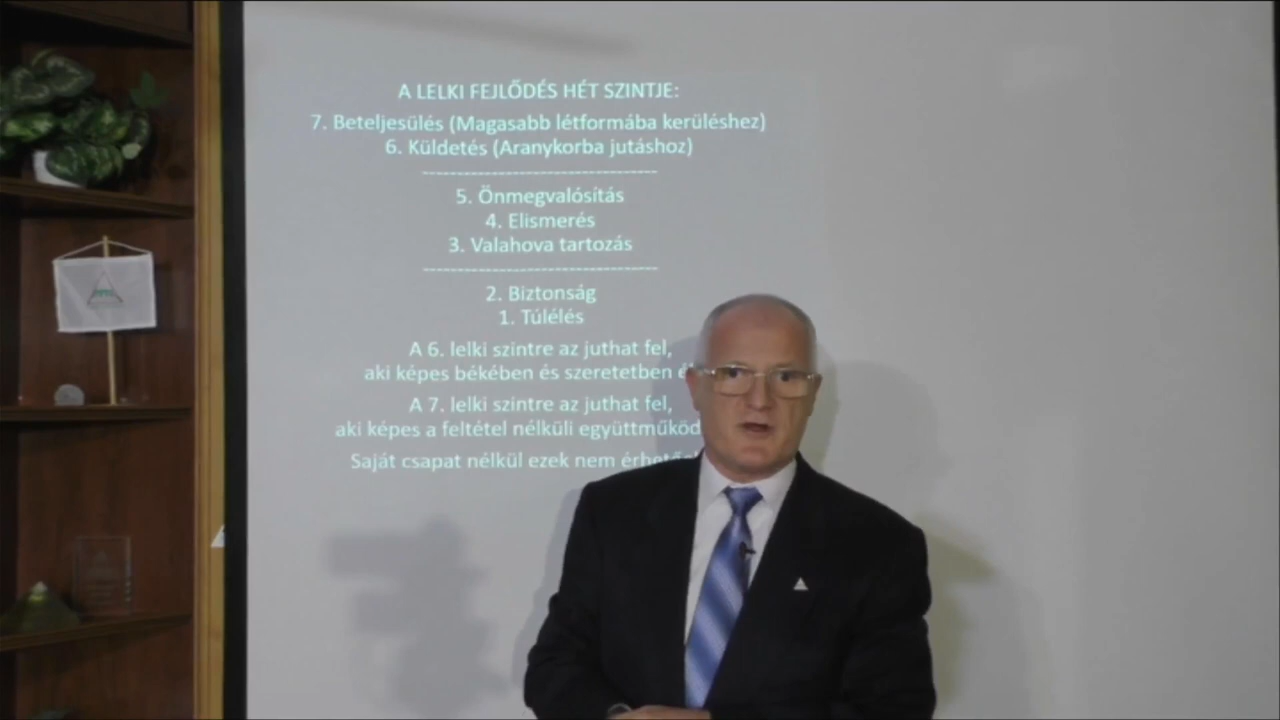 A LELKI FEJLŐDÉS HÉT SZINTJE:
7. Beteljesülés (Magasabb létformába kerüléshez)
6. Küldetés (Aranykorba jutáshoz)
------------------------------
5. Önmegvalósítás
4. Elismerés
3. Valahova tartozás
------------------------------
2. Biztonság
1. Túlélés
A 6. lelki szintre az juthat fel,
aki képes békében és szeretetben
A 7. lelki szintre az juthat fel,
aki képes a feltétel nélküli
Saját csapat nélkül ezek nem